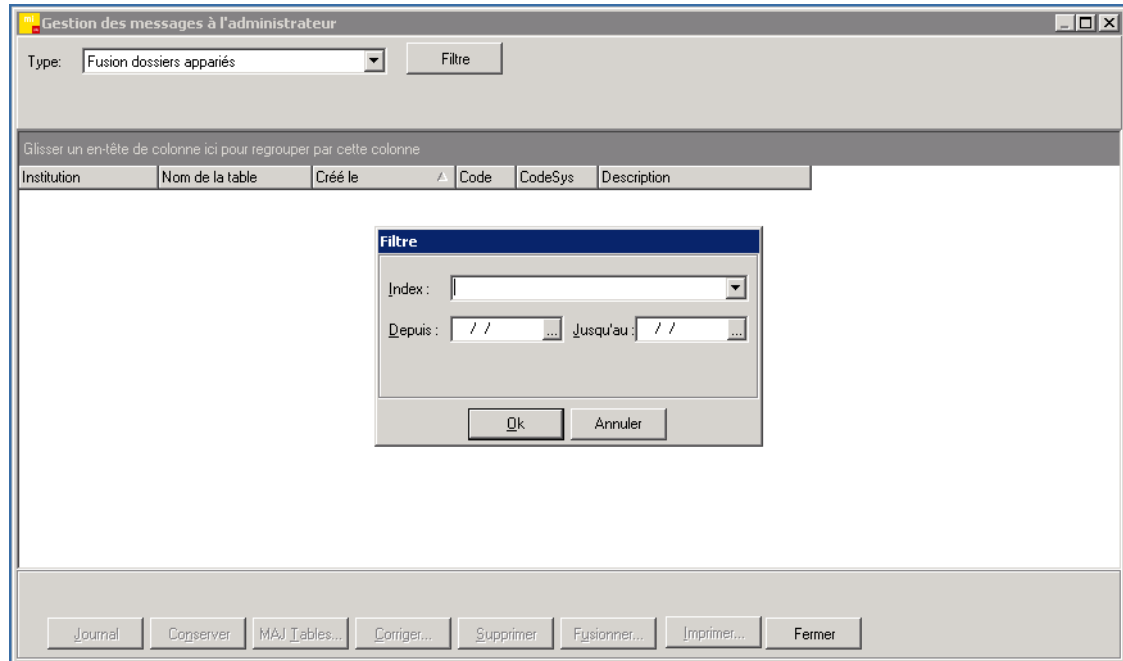 Gestion des messages à l'administrateur
Type: Fusion dossiers appariés Filtre
Glisser un en-tête de colonne ici pour regrouper par cette colonne
Institution Nom de la table Créé le Code CodeSys Description
Filtre
Index :
Depuis : / / ... Jusqu'au : / / ...
Ok Annuler
Journal Conserver MAJ Tables... Corriger... Supprimer Fusionner... Imprimer... Fermer